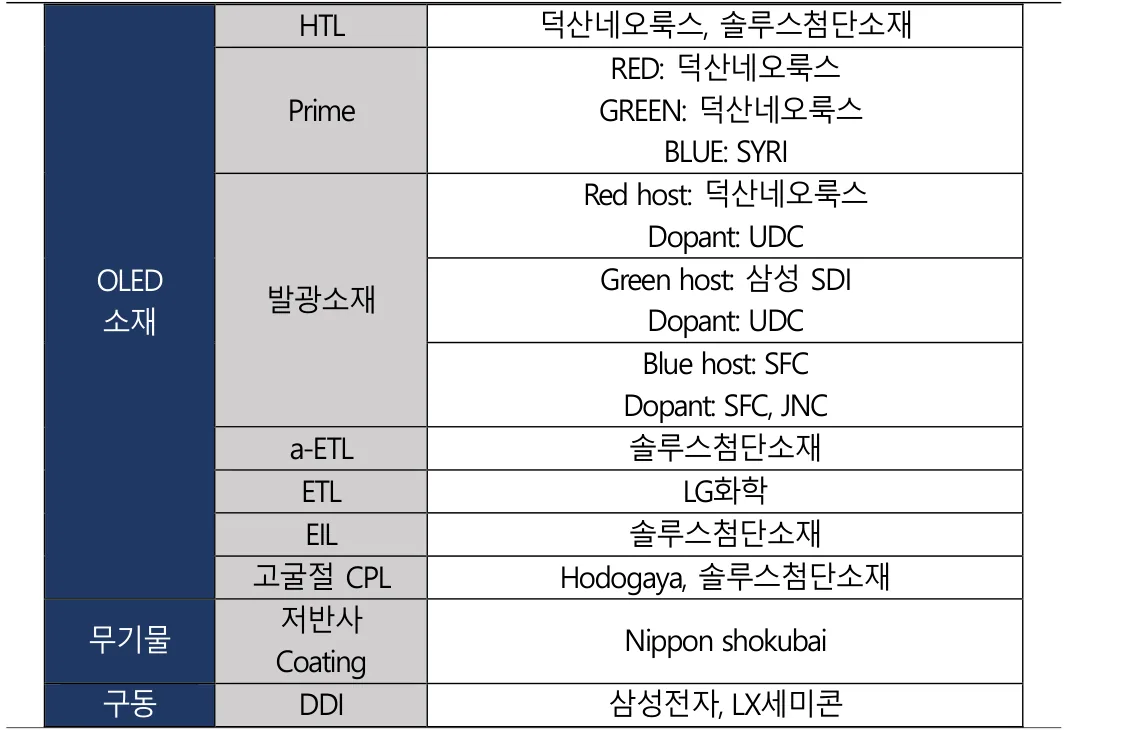 OLED
소재
HTL
덕산네오룩스, 솔루스첨단소재
Prime
RED: 덕산네오룩스
GREEN: 덕산네오룩스
BLUE: SYRI
발광소재
Red host: 덕산네오룩스
Dopant: UDC
Green host: 삼성 SDI
Dopant: UDC
Blue host: SFC
Dopant: SFC, JNC
a-ETL
솔루스첨단소재
ETL
LG화학
EIL
솔루스첨단소재
고굴절 CPL
Hodogaya, 솔루스첨단소재
무기물
저반사
Coating
Nippon shokubai
구동
DDI
삼성전자, LX세미콘